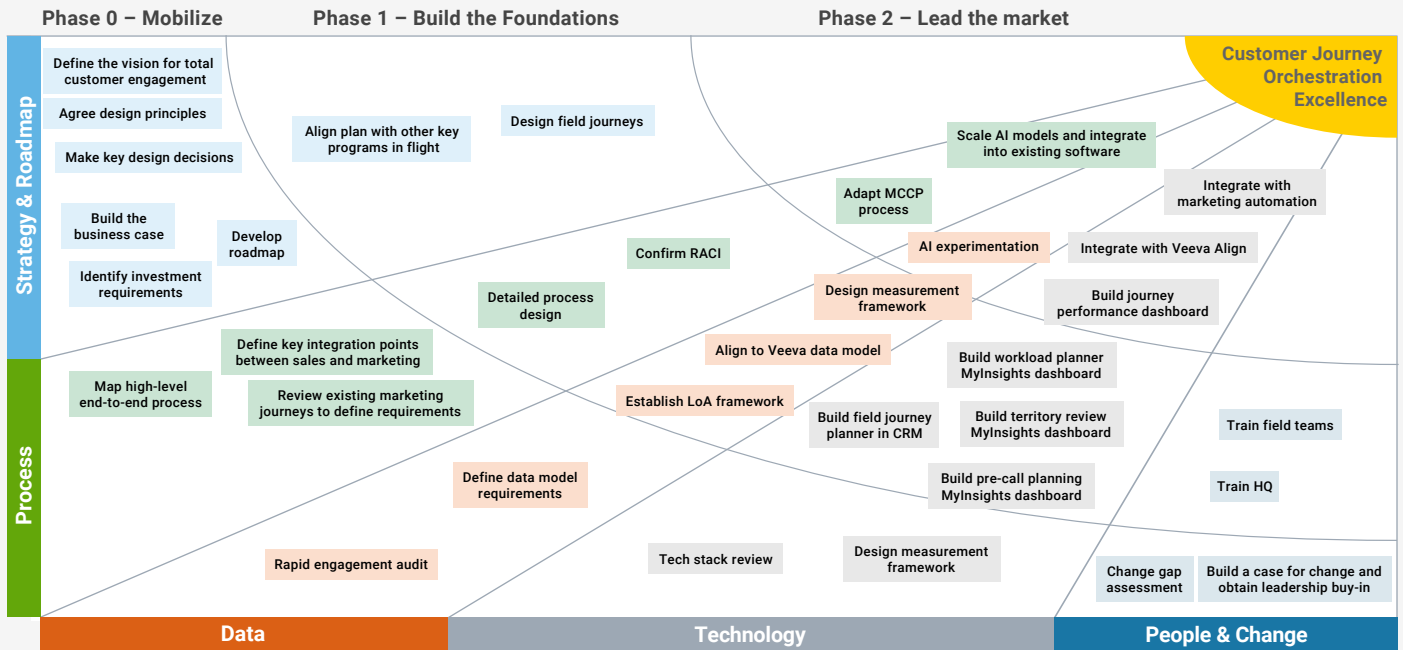 Phase 0 – Mobilize
Phase 1 – Build the Foundations
Phase 2 – Lead the market
Customer Journey
Orchestration
Excellence
Strategy & Roadmap
Define the vision for total
customer engagement
Agree design principles
Make key design decisions
Build the
business case
Develop
roadmap
Identify investment
requirements
Align plan with other key
programs in flight
Design field journeys
Process
Map high-level
end-to-end process
Define key integration points
between sales and marketing
Review existing marketing
journeys to define requirements
Detailed process
design
Confirm RACI
Adapt MCCP
process
Scale AI models and integrate
into existing software
Rapid engagement audit
Define data model
requirements
Establish LoA framework
Align to Veeva data model
Design measurement
framework
AI experimentation
Integrate with
marketing automation
Integrate with Veeva Align
Build journey
performance dashboard
Build workload planner
MyInsights dashboard
Build field journey
planner in CRM
Build territory review
MyInsights dashboard
Build pre-call planning
MyInsights dashboard
Tech stack review
Design measurement
framework
Train field teams
Train HQ
Change gap
assessment
Build a case for change and
obtain leadership buy-in
Data
Technology
People & Change